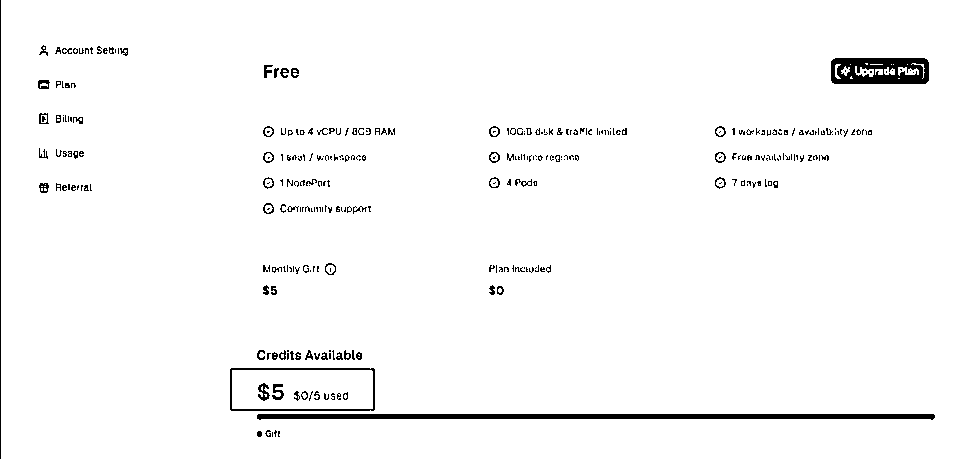 Account Setting
Plan
Billing
Usage
Referral
Free
Upgrade Plan
Up to 4 vCPU / 8GB RAM
10GiB disk & traffic limited
1 workspace / availability zone
1 seat / workspace
Multiple regions
Free availability zone
1 NodePort
4 Pods
7 days log
Community support
Monthly Gift
Plan Included
$5
$0
Credits Available
$5 $0/5 used
Gift